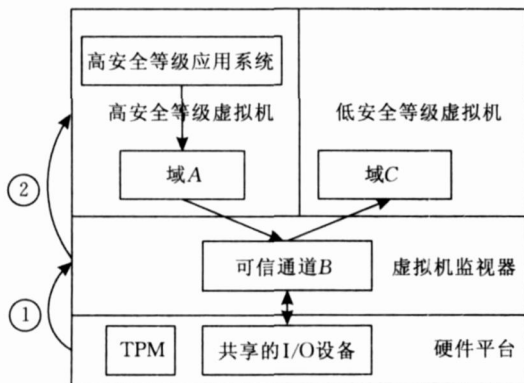 高安全等级应用系统
高安全等级虚拟机
低安全等级虚拟机
域A
域C
②
可信通道B
虚拟机监视器
①
TPM
共享的I/O设备
硬件平台